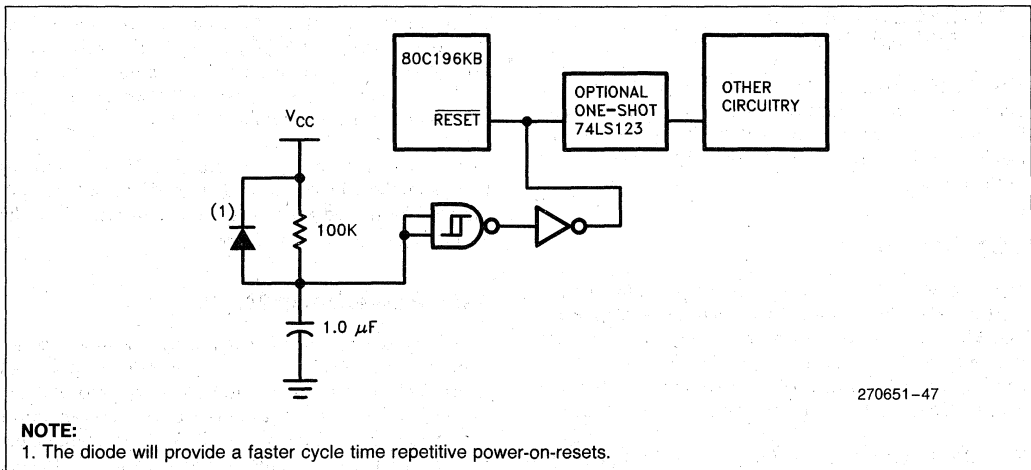 80C196KB
RESET
OPTIONAL
ONE-SHOT
74LS123
OTHER
CIRCUITRY
VCC
(1)
100K
1.0 μF
270651-47
NOTE:
1. The diode will provide a faster cycle time repetitive power-on-resets.